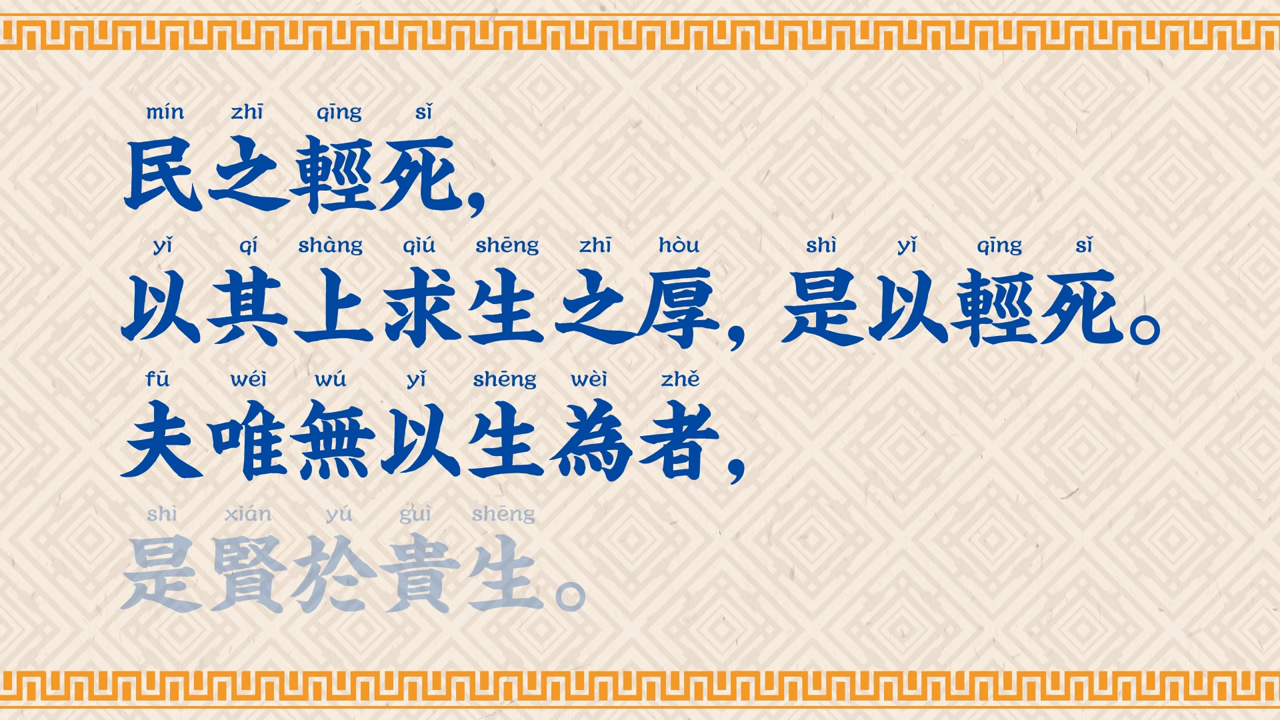 mín zhī qīng sǐ
民之輕死，
yǐ qí shàng qiú shēng zhī hòu shì yǐ qīng sǐ
以其上求生之厚，是以輕死。
fū wéi wú yǐ shēng wèi zhě
夫唯無以生為者，
shì xián yú guì shēng
是賢於貴生。